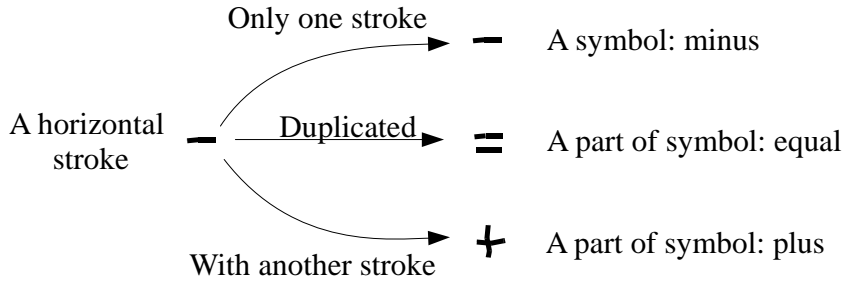 Only one stroke
− A symbol: minus
A horizontal
stroke
−
Duplicated
= A part of symbol: equal
+ A part of symbol: plus
With another stroke